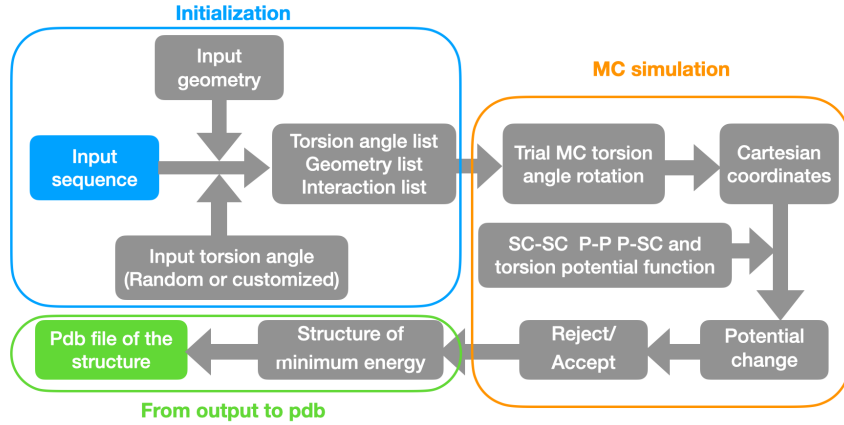 Initialization
Input
geometry
MC simulation
Input
sequence
Torsion angle list
Geometry list
Interaction list
Trial MC torsion
angle rotation
Cartesian
coordinates
Input torsion angle
(Random or customized)
SC-SC P-P P-SC and
torsion potential function
Pdb file of the
structure
Structure of
minimum energy
Reject/
Accept
Potential
change
From output to pdb